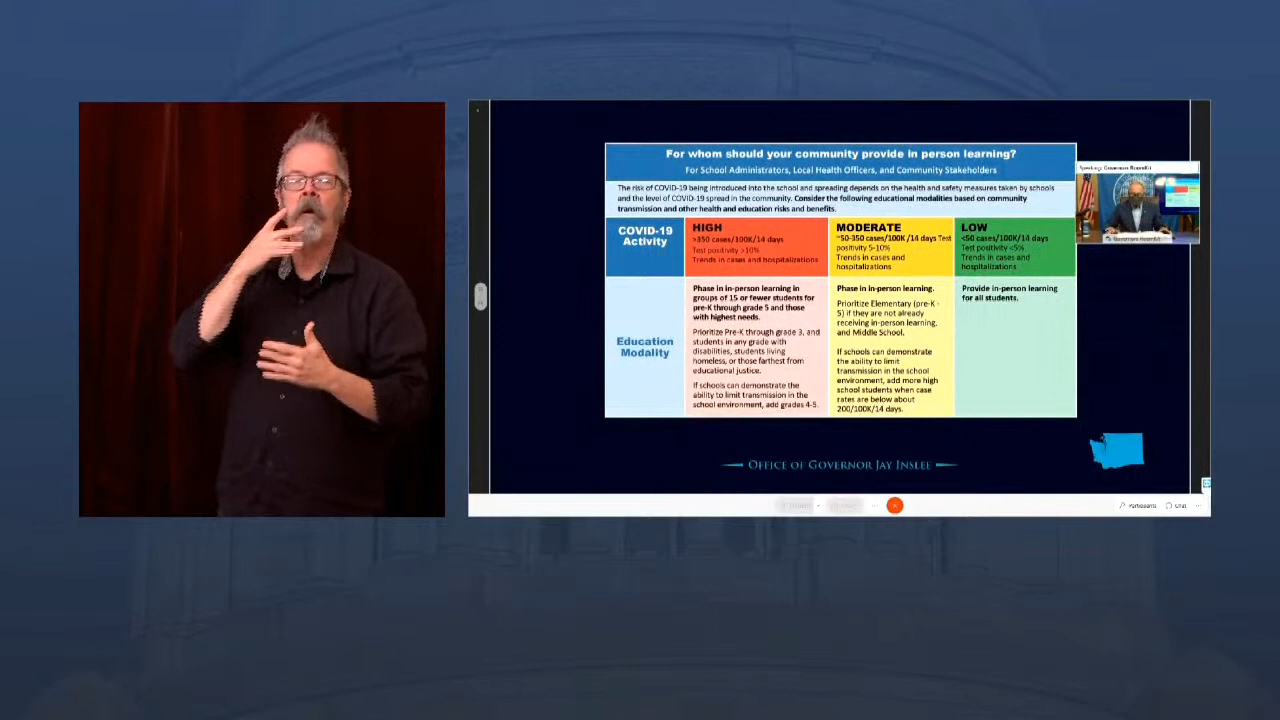 For whom should your community provide in person learning?
For School Administrators, Local Health Officers, and Community Stakeholders
The risk of COVID-19 being introduced into the school and spreading depends on the health and safety measures taken by schools
and the level of COVID-19 spread in the community. Consider the following educational modalities based on community
transmission and other health and education risks and benefits.
COVID-19
Activity
HIGH
>350 cases/100K/14 days
Test positivity >10%
Trends in cases and hospitalizations
MODERATE
~50-350 cases/100K /14 days Test
positivity 5-10%
Trends in cases and
hospitalizations
LOW
<50 cases/100K/14 days
Test positivity <5%
Trends in cases and
hospitalizations
Education
Modality
Phase in in-person learning in
groups of 15 or fewer students for
pre-K through grade 5 and those
with highest needs.
Prioritize Pre-K through grade 3, and
students in any grade with
disabilities, students living
homeless, or those farthest from
educational justice.
If schools can demonstrate the
ability to limit transmission in the
school environment, add grades 4-5.
Phase in in-person learning.
Prioritize Elementary (pre-K -
5) if they are not already
receiving in-person learning,
and Middle School.
If schools can demonstrate
the ability to limit
transmission in the school
environment, add more high
school students when case
rates are below about
200/100K/14 days.
Provide in-person learning
for all students.
Speaking: Governors RoomKit
Governors RoomKit
OFFICE OF GOVERNOR JAY INSLEE
Participants
Chat